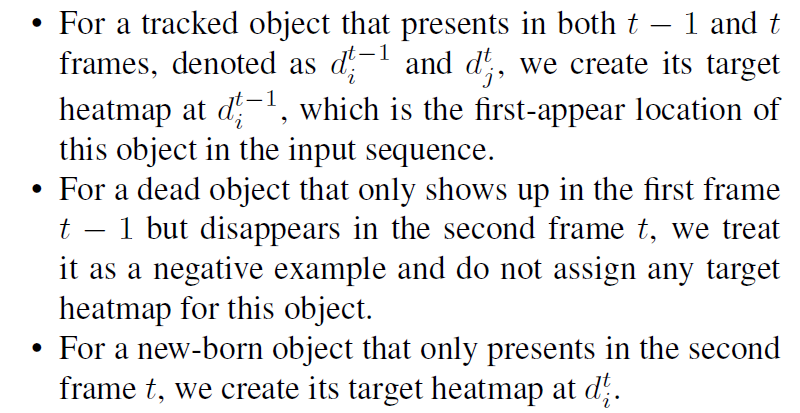 • For a tracked object that presents in both t − 1 and t
frames, denoted as d_i^{t−1} and d_j^t, we create its target
heatmap at d_i^{t−1}, which is the first-appear location of
this object in the input sequence.
• For a dead object that only shows up in the first frame
t − 1 but disappears in the second frame t, we treat
it as a negative example and do not assign any target
heatmap for this object.
• For a new-born object that only presents in the second
frame t, we create its target heatmap at d_i^t.